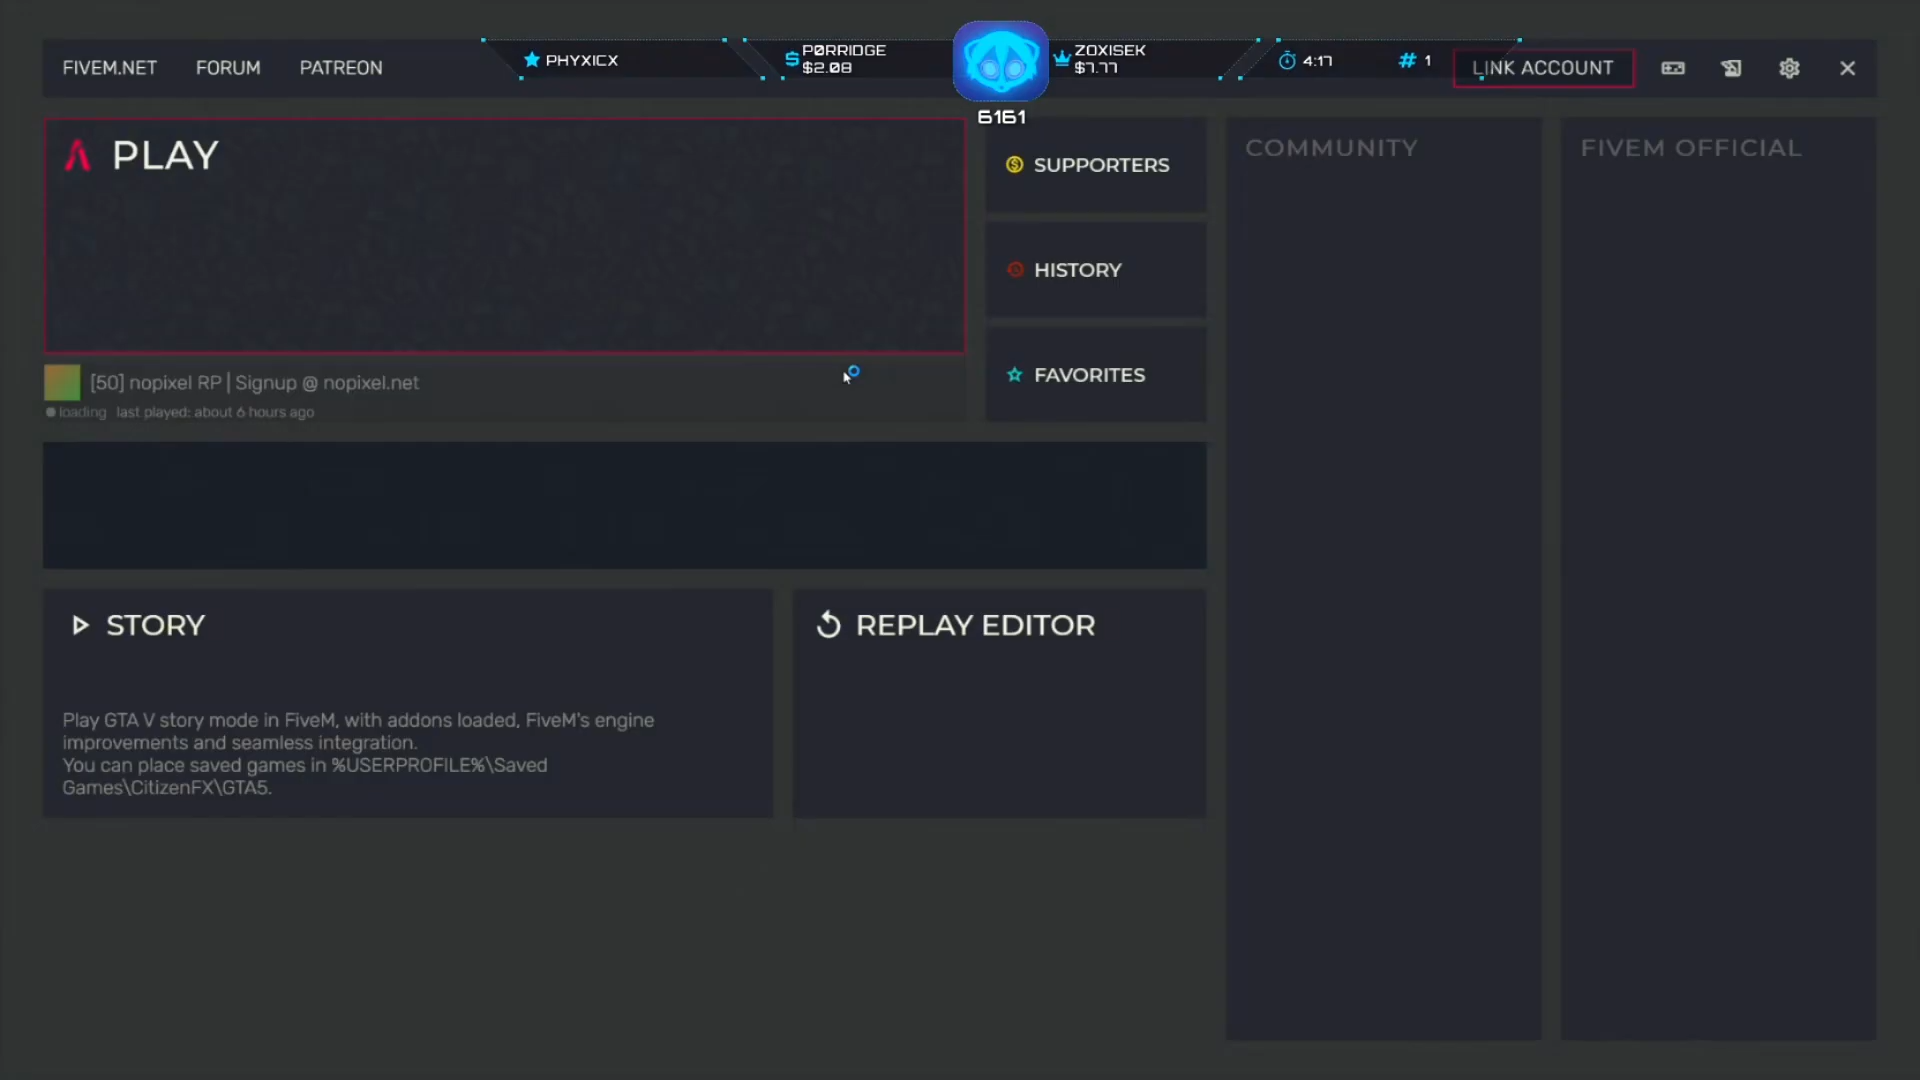 FIVEM.NET
FORUM
PATREON
PHYXICX
PØRRIDGE
$2.08
6161
ZOXISEK
$7.77
4:17
# 1
LINK ACCOUNT
PLAY
[50] nopixel RP | Signup @ nopixel.net
loading last played: about 6 hours ago
SUPPORTERS
HISTORY
FAVORITES
COMMUNITY
FIVEM OFFICIAL
STORY
Play GTA V story mode in FiveM, with addons loaded, FiveM's engine
improvements and seamless integration.
You can place saved games in %USERPROFILE%\Saved
Games\CitizenFX\GTA5.
REPLAY EDITOR